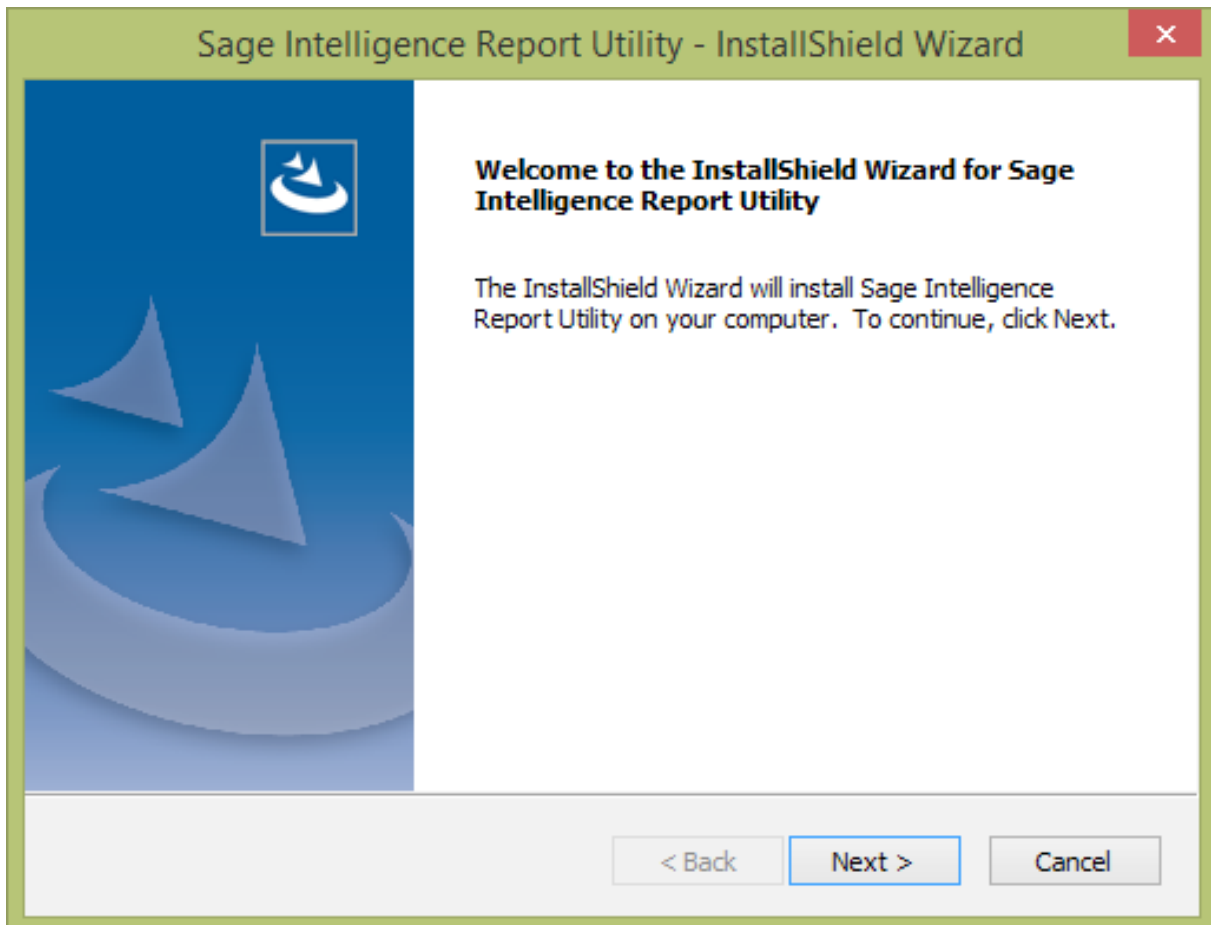 Sage Intelligence Report Utility - InstallShield Wizard
Welcome to the InstallShield Wizard for Sage
Intelligence Report Utility
The InstallShield Wizard will install Sage Intelligence
Report Utility on your computer.  To continue, click Next.
< Back
Next >
Cancel